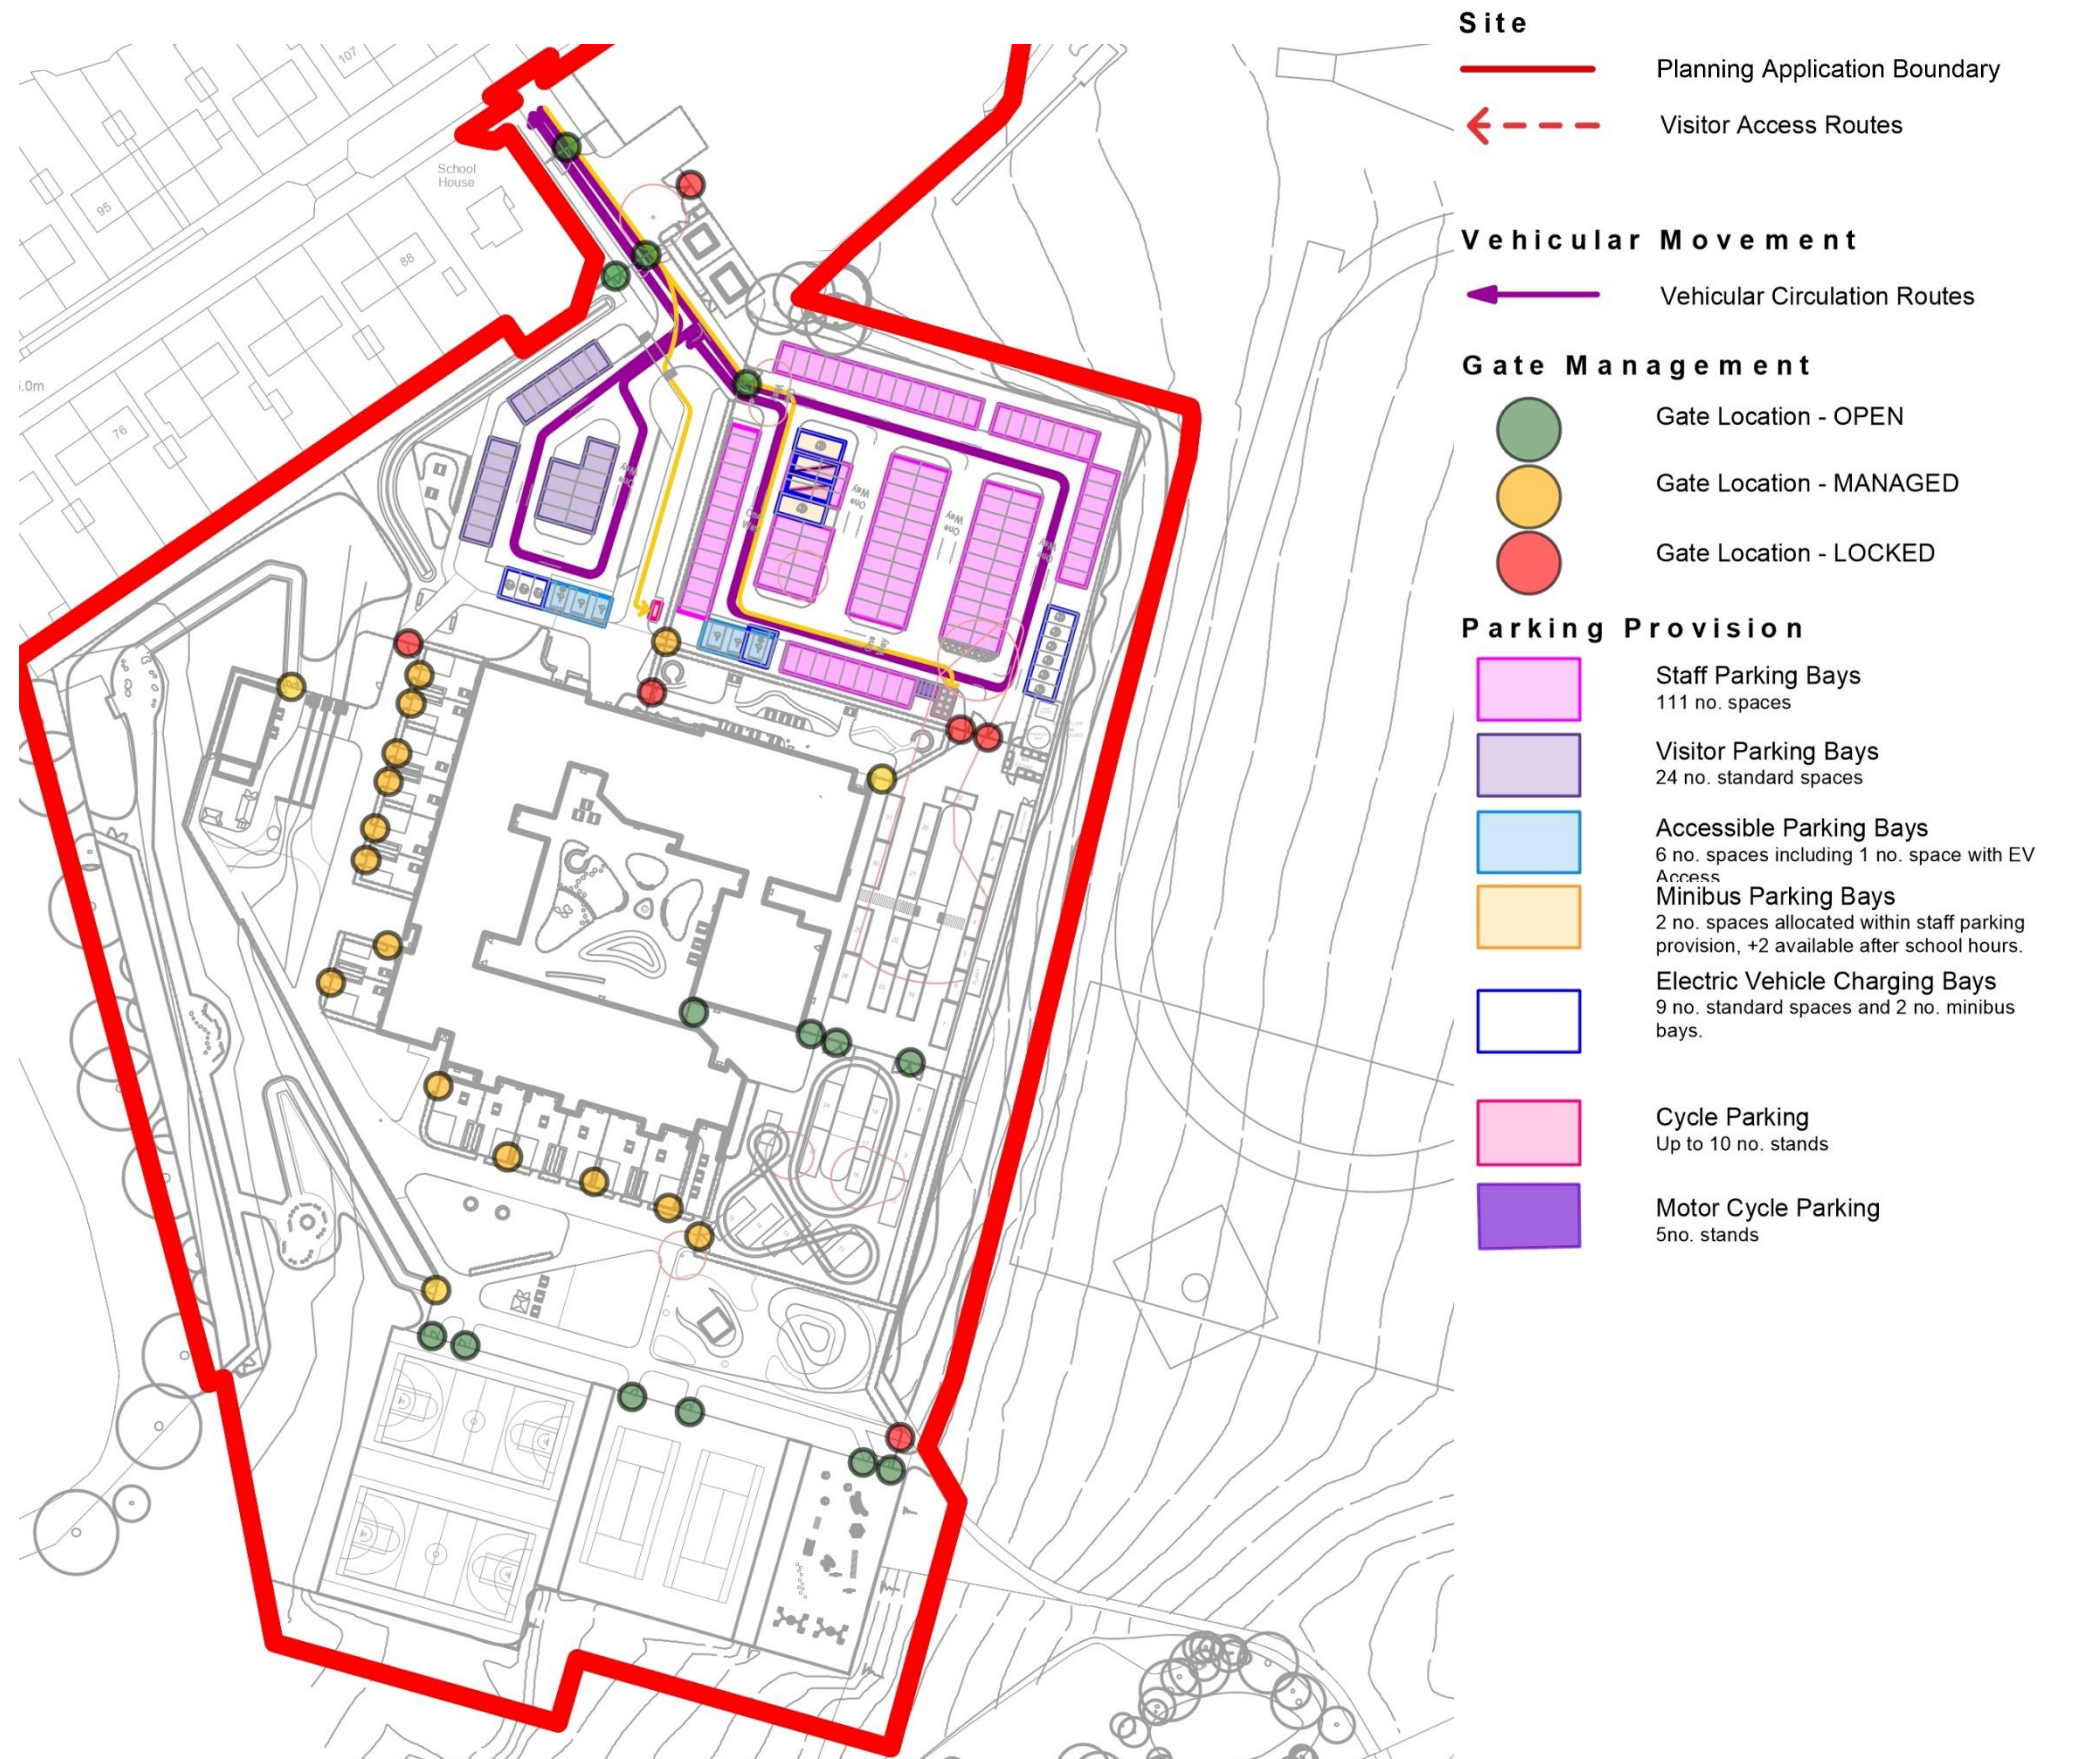 Site
Planning Application Boundary
Visitor Access Routes
Vehicular Movement
Vehicular Circulation Routes
Gate Management
Gate Location - OPEN
Gate Location - MANAGED
Gate Location - LOCKED
Parking Provision
Staff Parking Bays
111 no. spaces
Visitor Parking Bays
24 no. standard spaces
Accessible Parking Bays
6 no. spaces including 1 no. space with EV
Access
Minibus Parking Bays
2 no. spaces allocated within staff parking
provision, +2 available after school hours.
Electric Vehicle Charging Bays
9 no. standard spaces and 2 no. minibus
bays.
Cycle Parking
Up to 10 no. stands
Motor Cycle Parking
5no. stands
107
School
House
95
88
76
.0m
One
Way
One
Way
One
Way